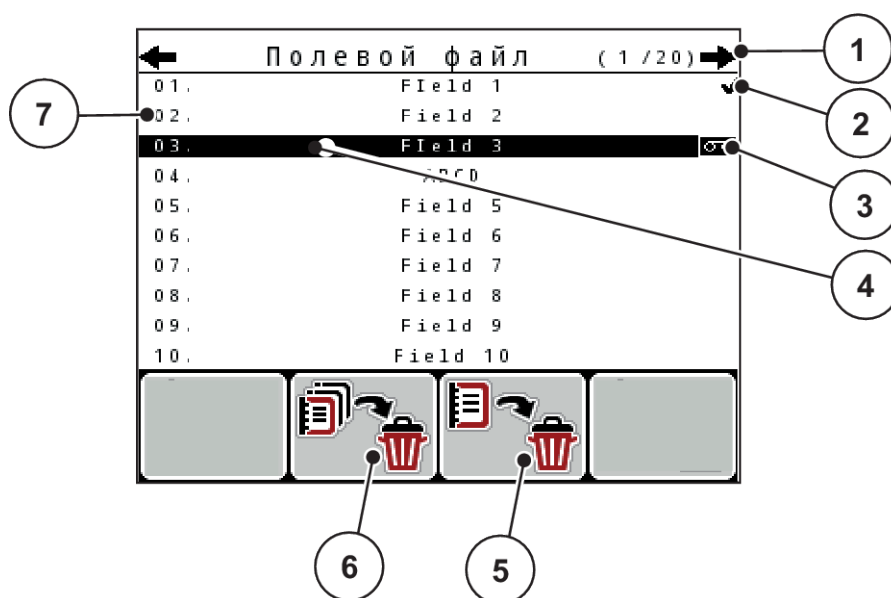 Полевой файл (1/20)
01. FIeld 1
02. Field 2
03. FIeld 3
04. ABCD
05. Field 5
06. Field 6
07. Field 7
08. Field 8
09. Field 9
10. Field 10
1
2
3
4
5
6
7